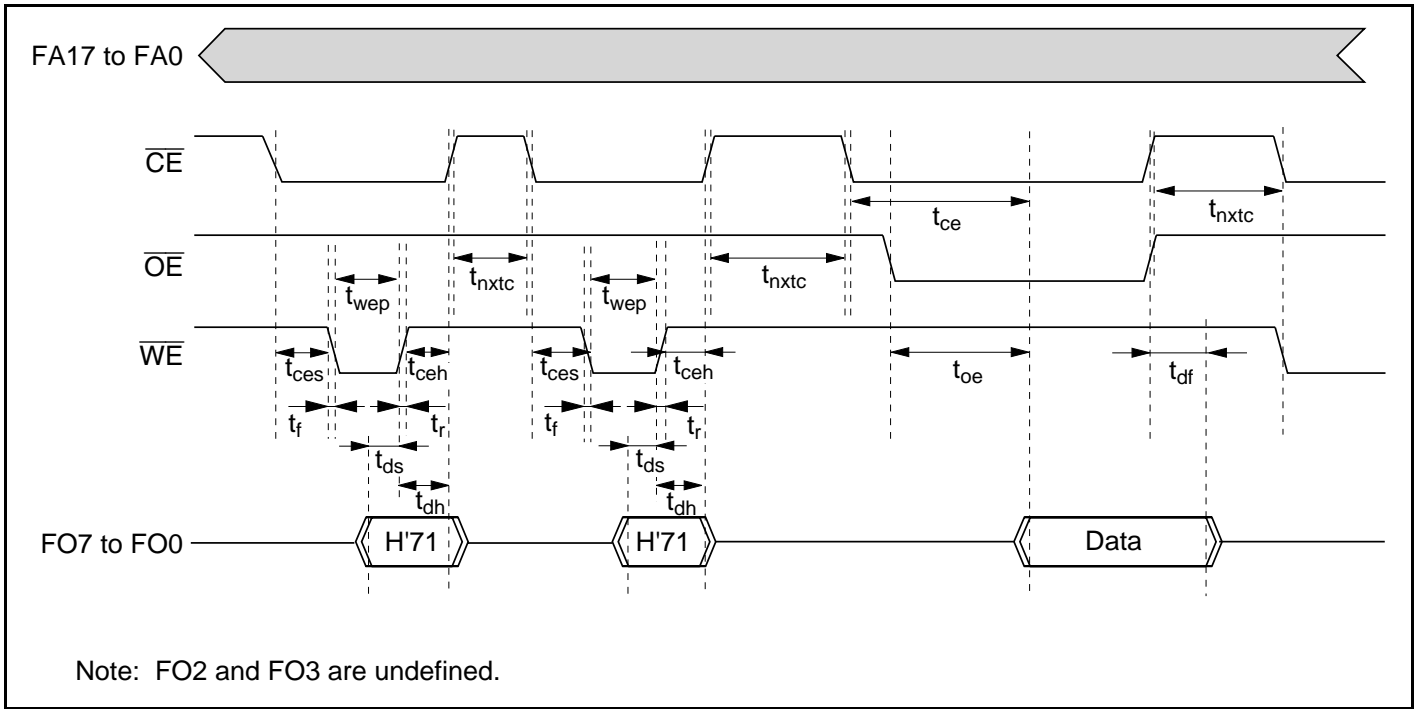 FA17 to FA0
CE
t_ce
t_nxtc
OE
t_wep
t_nxtc
t_wep
t_nxtc
WE
t_ces
t_ceh
t_ces
t_ceh
t_oe
t_df
t_f
t_r
t_f
t_r
t_ds
t_ds
t_dh
t_dh
FO7 to FO0
H'71
H'71
Data
Note: FO2 and FO3 are undefined.